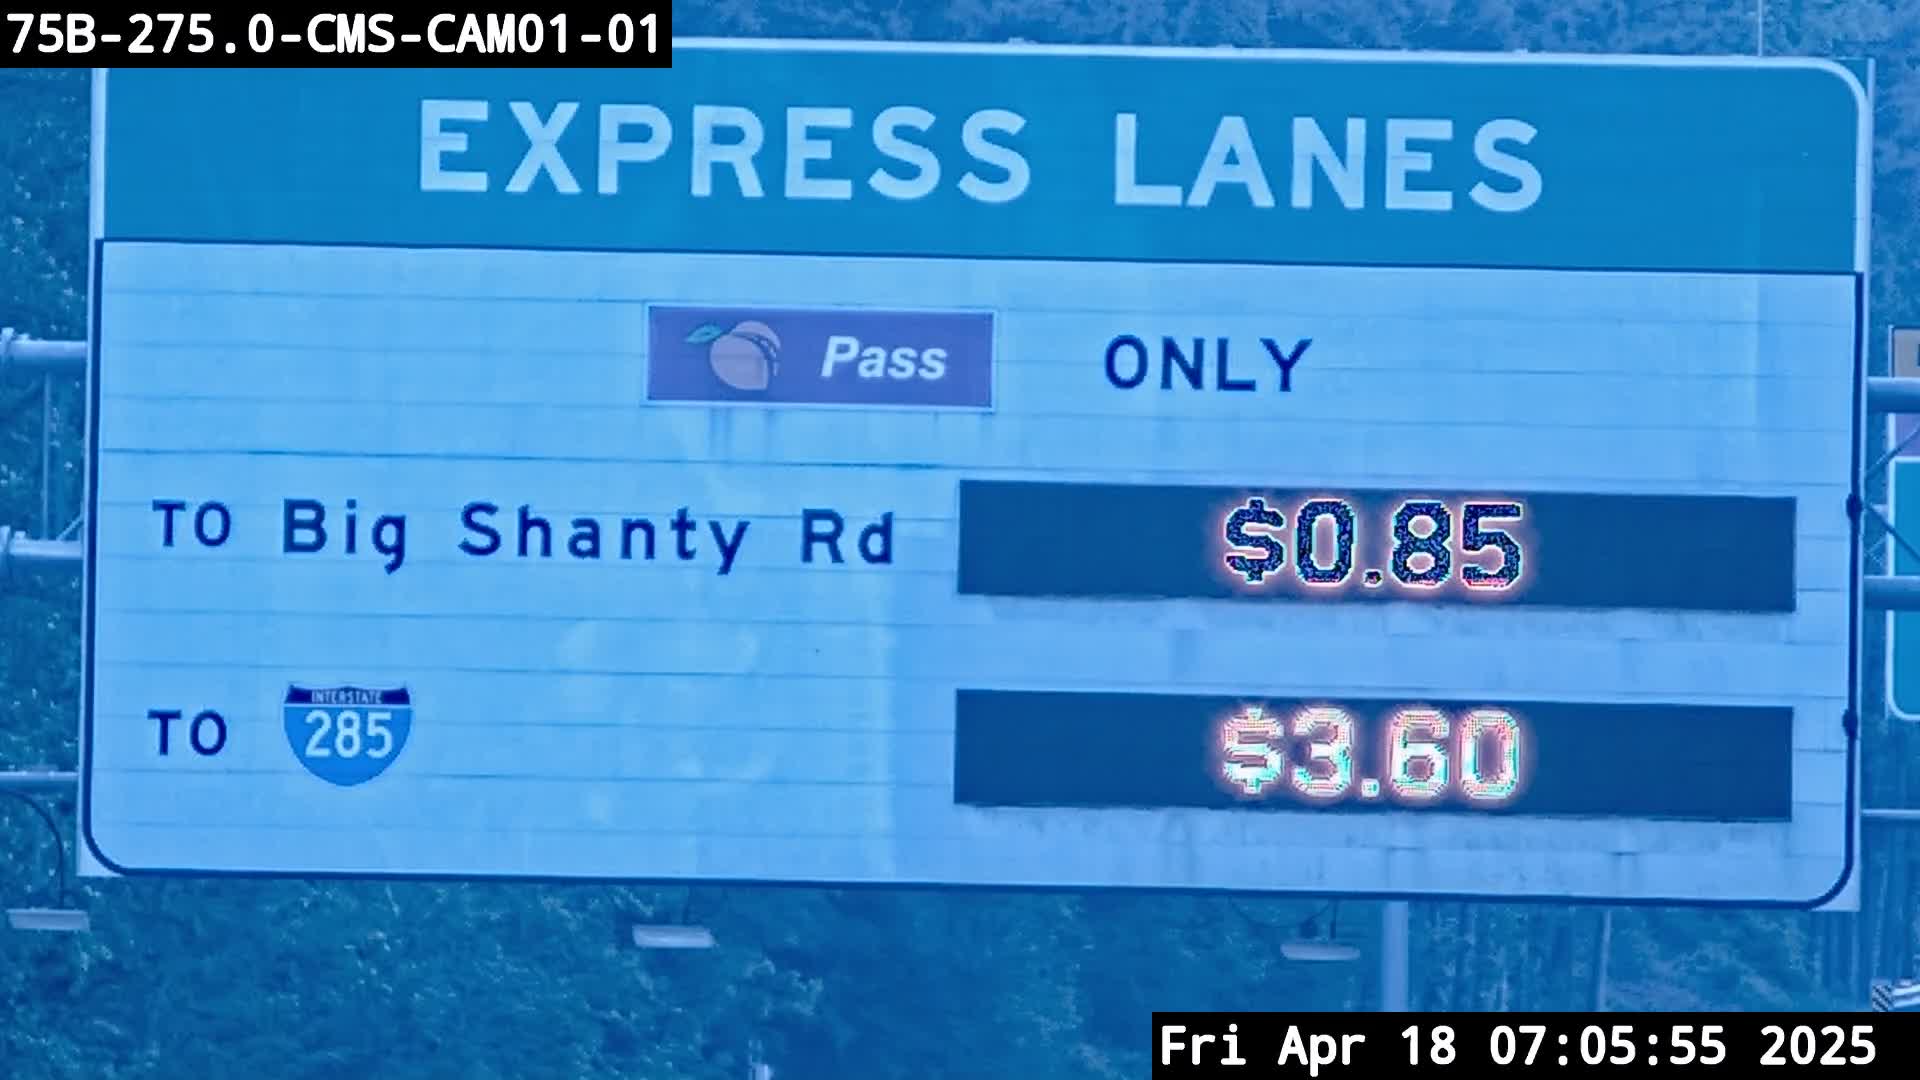 75B-275.0-CMS-CAM01-01
EXPRESS LANES
Pass ONLY
TO Big Shanty Rd $0.85
TO INTERSTATE 285 $3.60
Fri Apr 18 07:05:55 2025